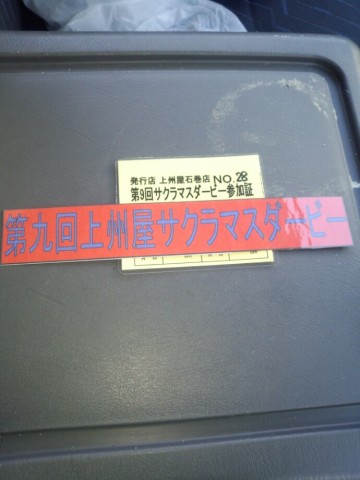 発行店 上州屋石巻店 NO.28
第9回サクラマスダービー参加証
第九回上州屋サクラマスダービー